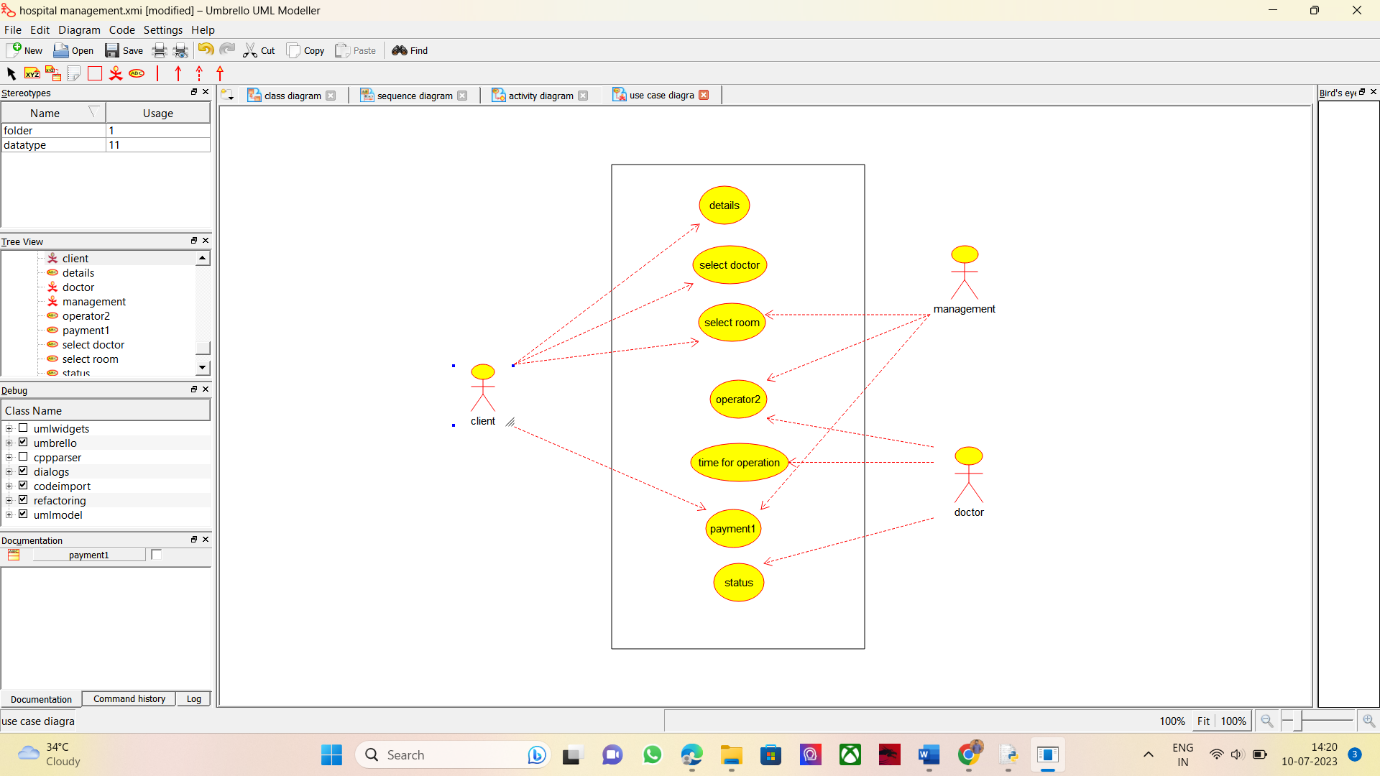 hospital management.xmi [modified] – Umbrello UML Modeller
File Edit Diagram Code Settings Help
New Open Save Cut Copy Paste Find
XYZ ABC
Stereotypes
Name Usage
folder 1
datatype 11
class diagram sequence diagram activity diagram use case diagra
Bird's eye
Tree View
client
details
doctor
management
operator2
payment1
select doctor
select room
status
Debug
Class Name
umlwidgets
umbrello
cppparser
dialogs
codeimport
refactoring
umlmodel
Documentation
payment1
Documentation Command history Log
details
select doctor
select room
operator2
time for operation
payment1
status
client
management
doctor
use case diagra
100% Fit 100%
34°C
Cloudy
Search
ENG
IN
14:20
10-07-2023
3